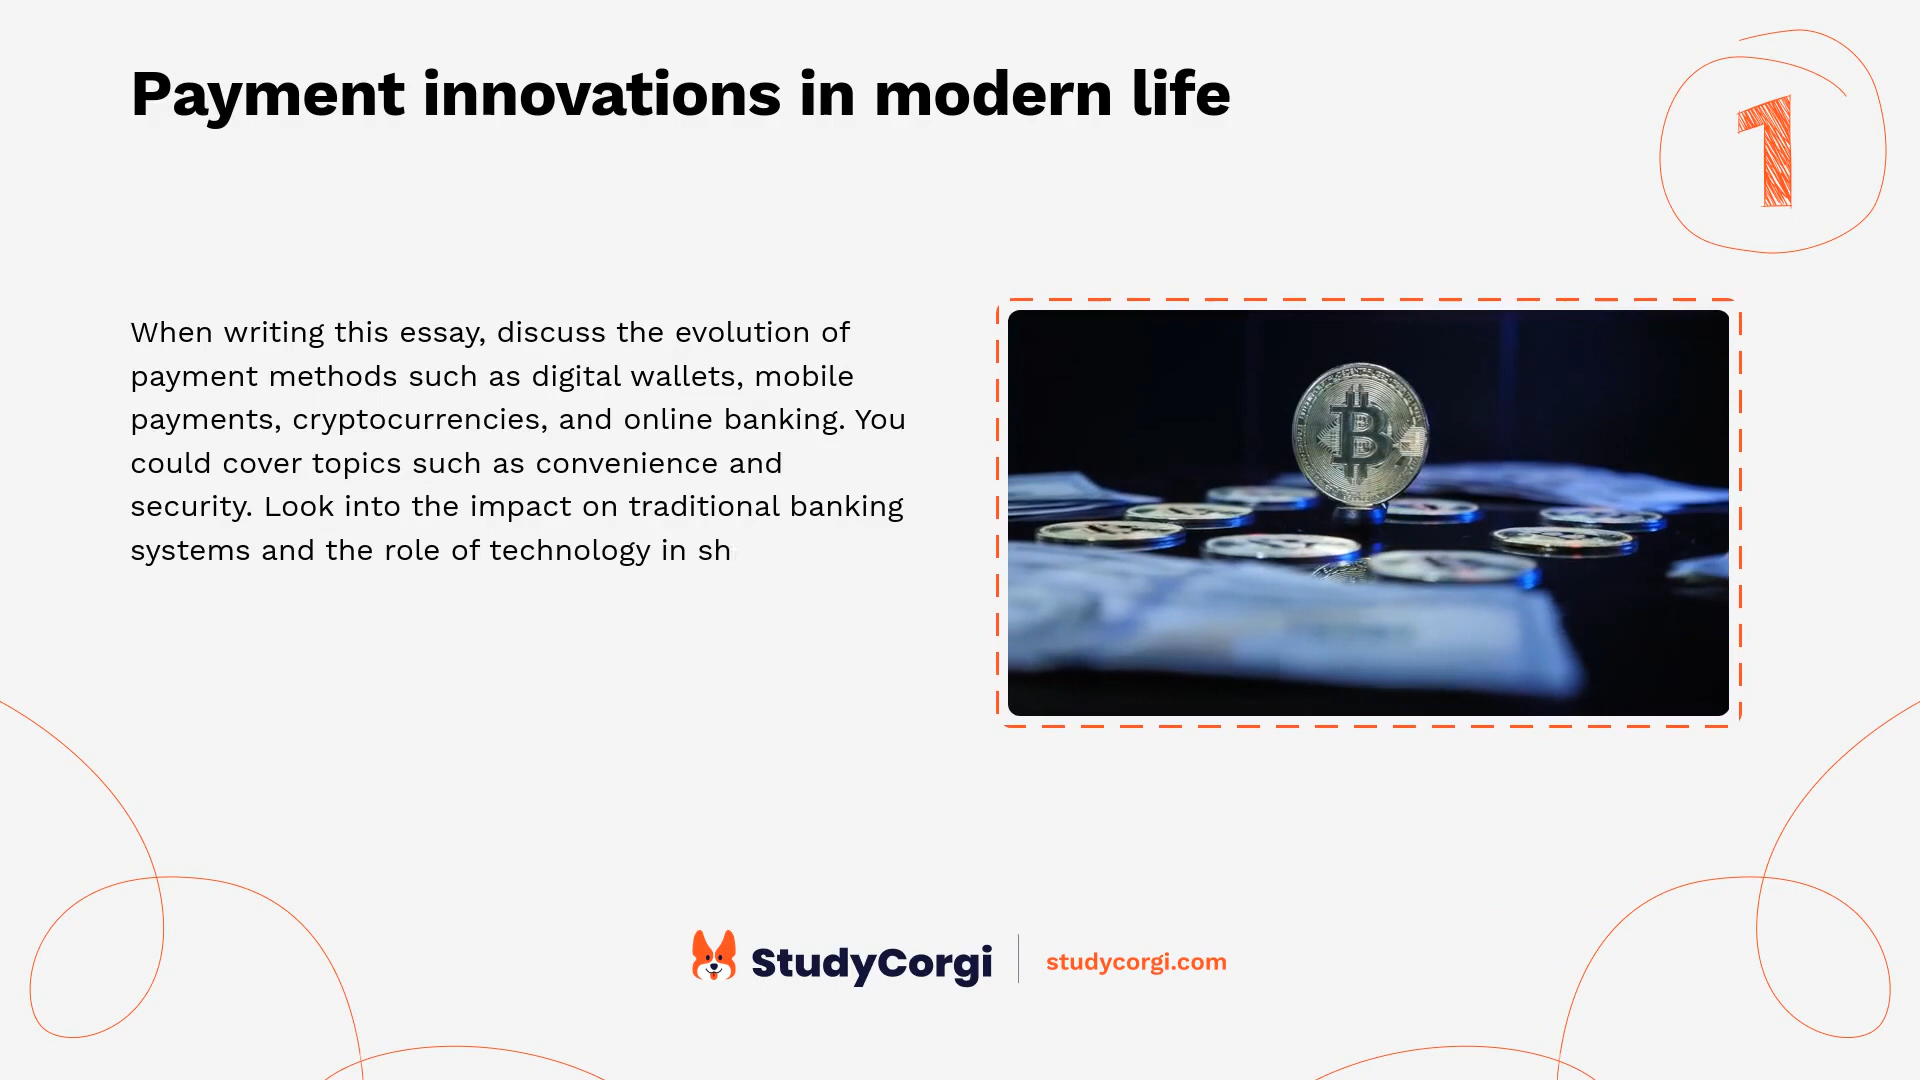 Payment innovations in modern life
1
When writing this essay, discuss the evolution of
payment methods such as digital wallets, mobile
payments, cryptocurrencies, and online banking. You
could cover topics such as convenience and
security. Look into the impact on traditional banking
systems and the role of technology in sh
StudyCorgi
studycorgi.com